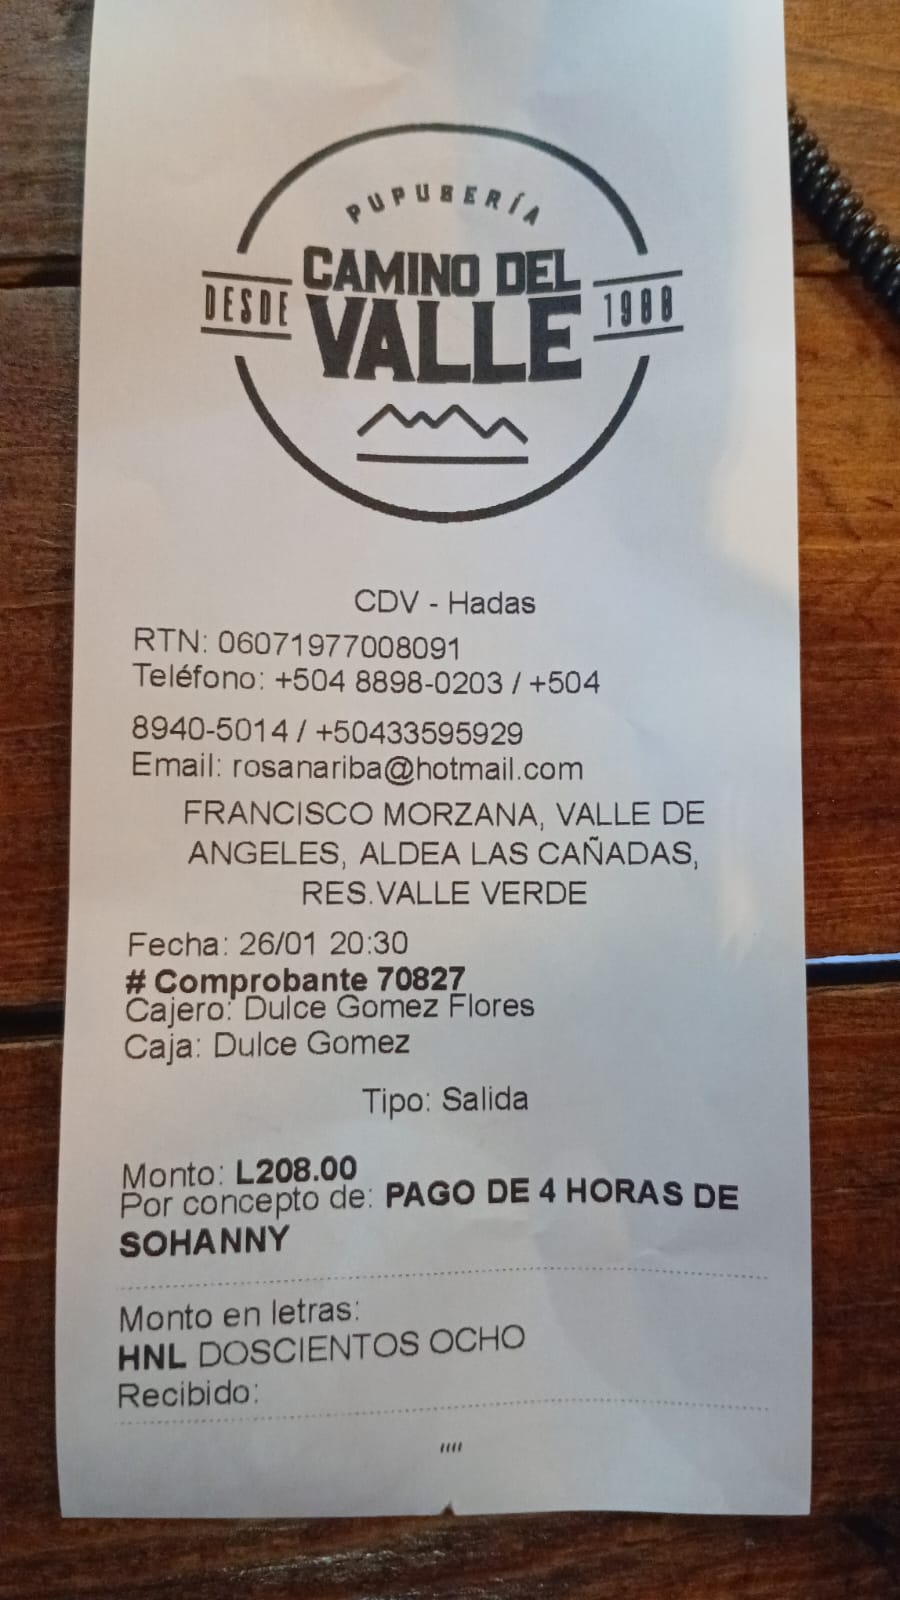 PUPUSERÍA
CAMINO DEL
DESDE VALLE 1988
CDV - Hadas
RTN: 06071977008091
Teléfono: +504 8898-0203 / +504
8940-5014 / +50433595929
Email: rosanariba@hotmail.com
FRANCISCO MORZANA, VALLE DE
ANGELES, ALDEA LAS CAÑADAS,
RES.VALLE VERDE
Fecha: 26/01 20:30
# Comprobante 70827
Cajero: Dulce Gomez Flores
Caja: Dulce Gomez
Tipo: Salida
Monto: L208.00
Por concepto de: PAGO DE 4 HORAS DE
SOHANNY
Monto en letras:
HNL DOSCIENTOS OCHO
Recibido: